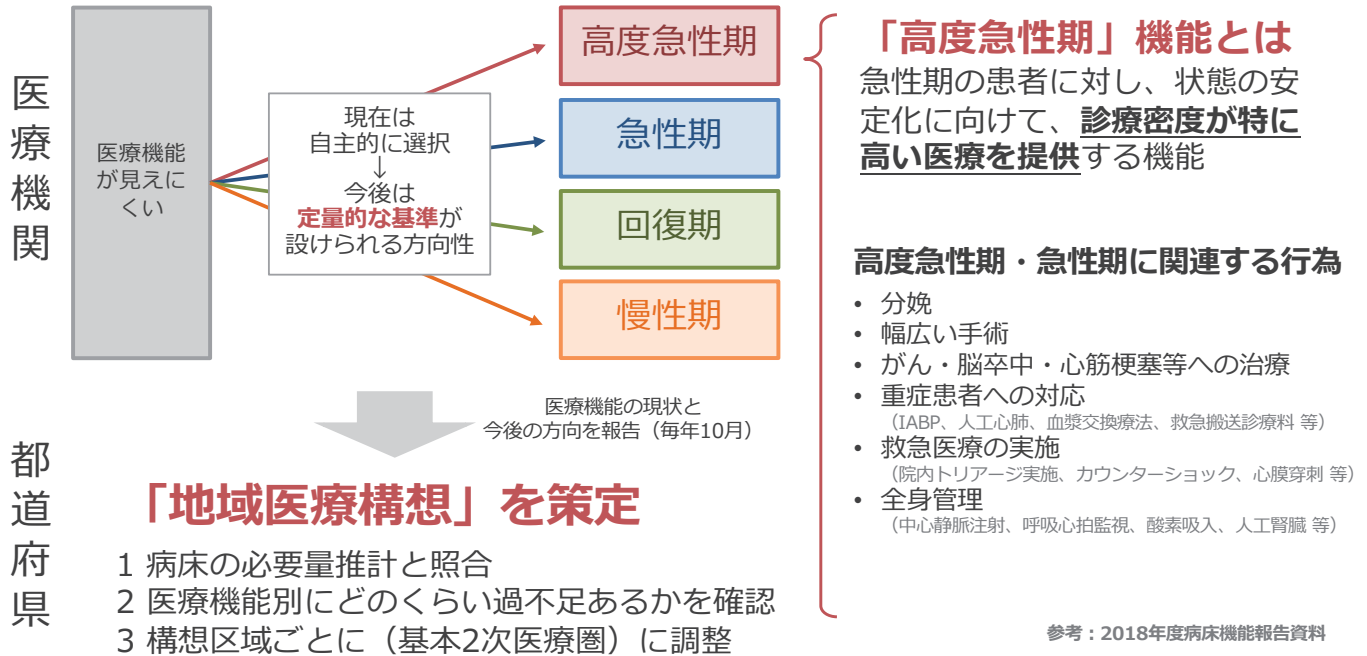 医療機関
医療機能
が見えに
くい
現在は
自主的に選択
↓
今後は
定量的な基準が
設けられる方向性
高度急性期
急性期
回復期
慢性期
医療機能の現状と
今後の方向を報告（毎年10月）
都道府県
「地域医療構想」を策定
1 病床の必要量推計と照合
2 医療機能別にどのくらい過不足あるかを確認
3 構想区域ごとに（基本2次医療圏）に調整
「高度急性期」機能とは
急性期の患者に対し、状態の安
定化に向けて、診療密度が特に
高い医療を提供する機能
高度急性期・急性期に関連する行為
• 分娩
• 幅広い手術
• がん・脳卒中・心筋梗塞等への治療
• 重症患者への対応
（IABP、人工心肺、血漿交換療法、救急搬送診療料 等）
• 救急医療の実施
（院内トリアージ実施、カウンターショック、心膜穿刺 等）
• 全身管理
（中心静脈注射、呼吸心拍監視、酸素吸入、人工腎臓 等）
参考：2018年度病床機能報告資料